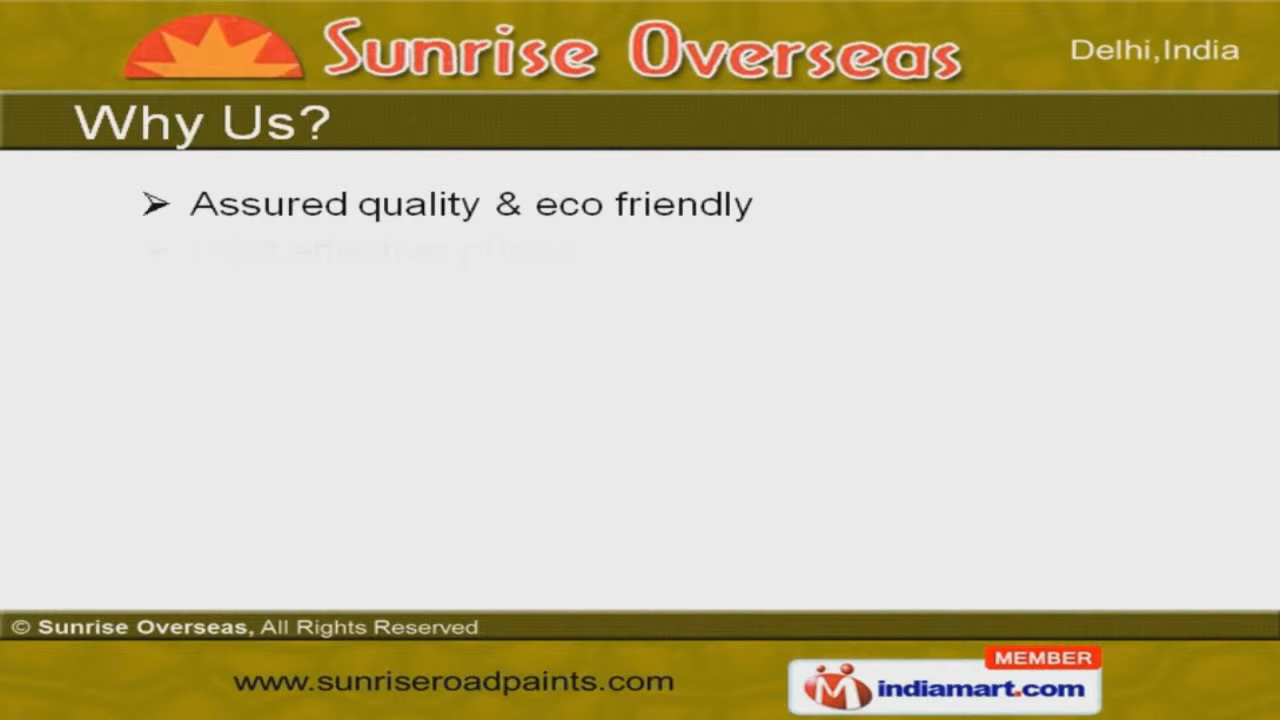 Sunrise Overseas
Delhi,India
Why Us?
➢ Assured quality & eco friendly
© Sunrise Overseas, All Rights Reserved
www.sunriseroadpaints.com
MEMBER
indiamart.com